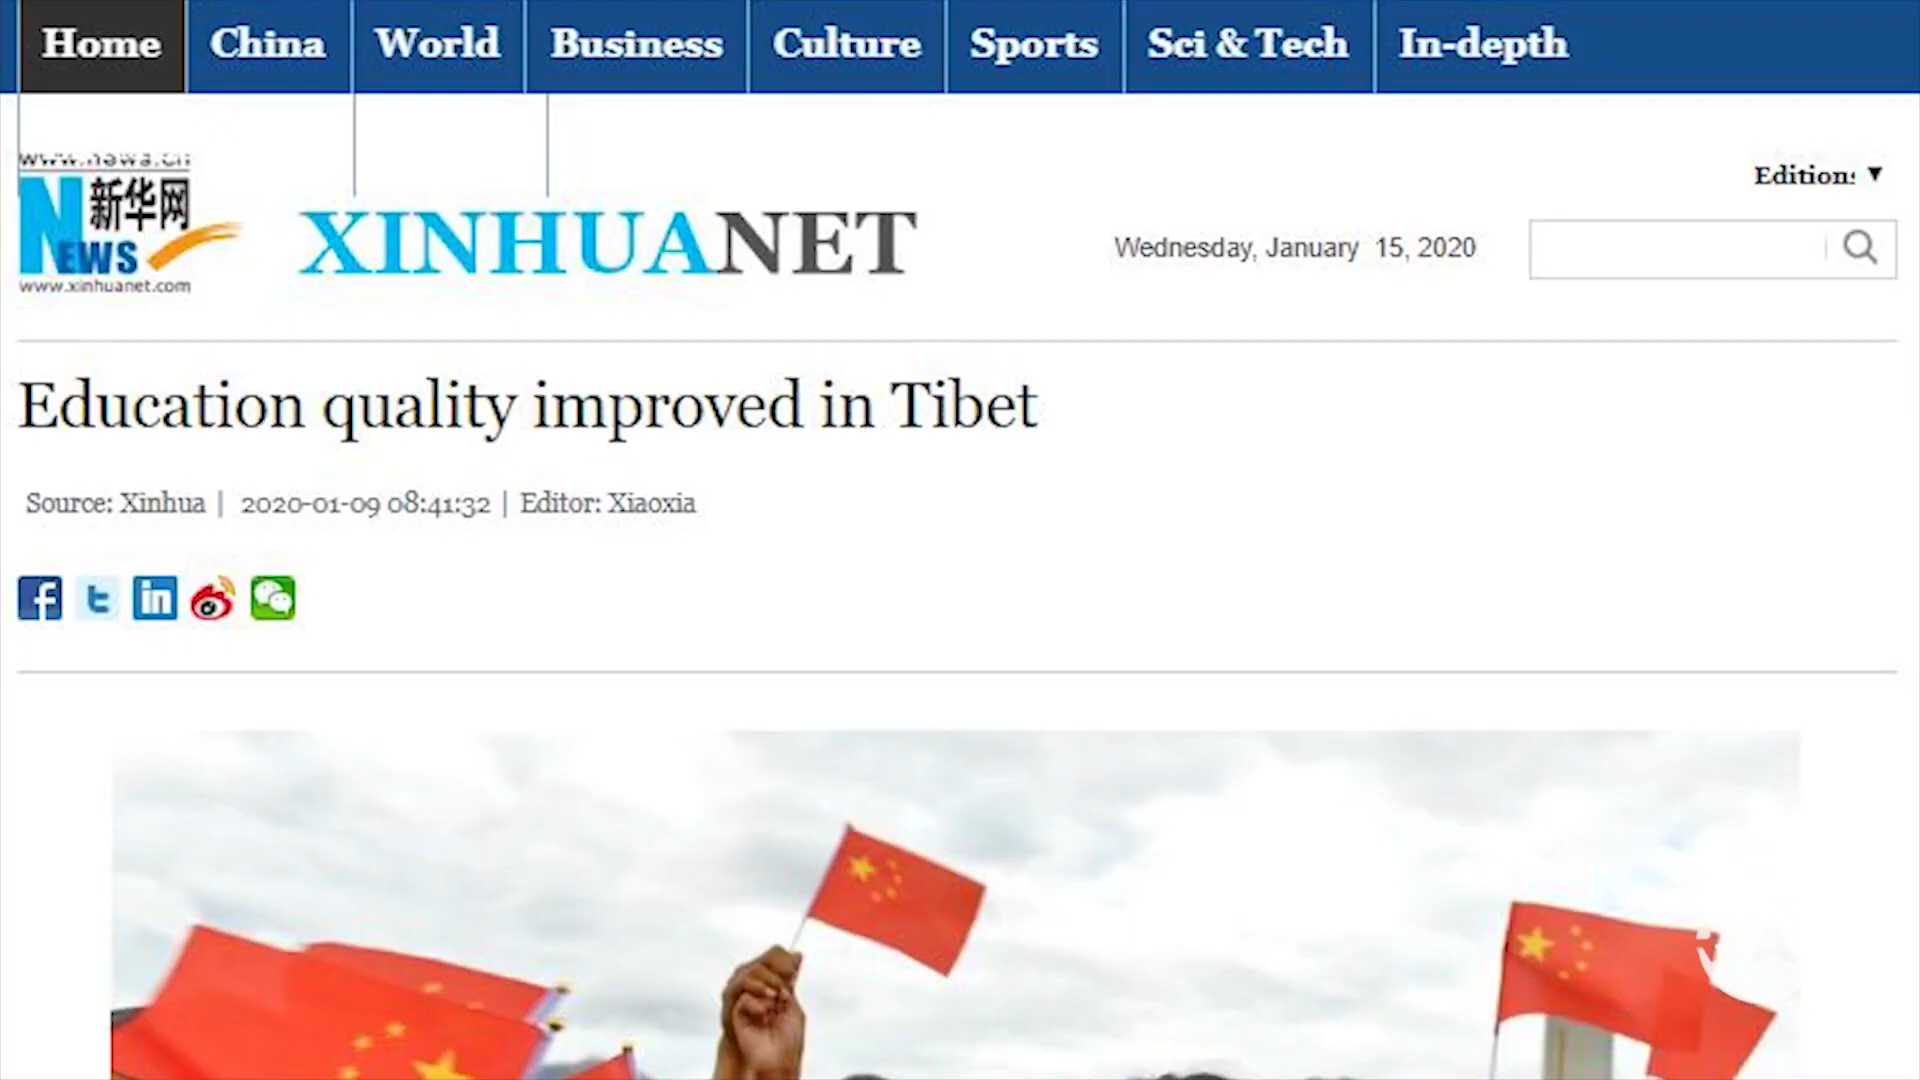 Home China World Business Culture Sports Sci & Tech In-depth
新华网
NEWS
www.xinhuanet.com
XINHUANET
Wednesday, January 15, 2020
Education quality improved in Tibet
Source: Xinhua | 2020-01-09 08:41:32 | Editor: Xiaoxia